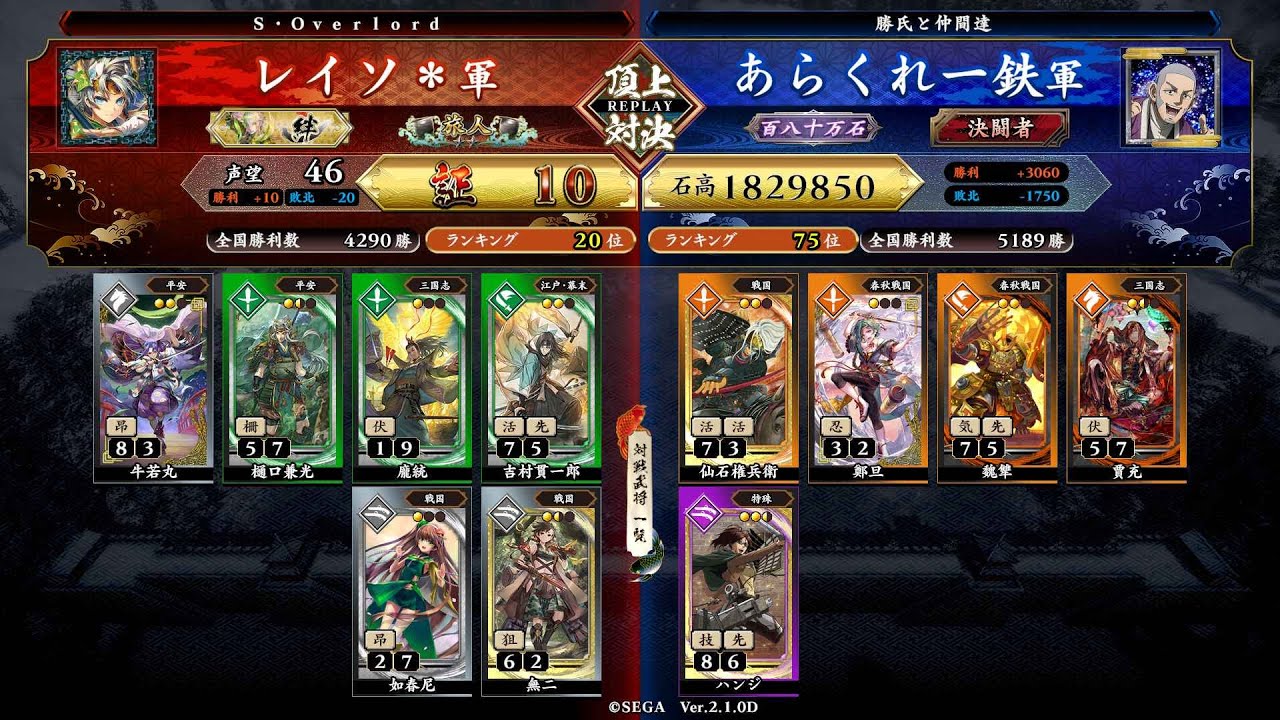 S・Overlord
勝氏と仲間達
レイソ＊軍
頂上
REPLAY
対決
あらくれ一鉄軍
絆
旅人
百八十万石
決闘者
声望 46
勝利 +10 敗北 -20
証 10
石高 1829850
勝利 +3060
敗北 -1750
全国勝利数 4290勝
ランキング 20位
ランキング 75位
全国勝利数 5189勝
平安
昂
8 3
牛若丸
平安
柵
5 7
樋口兼光
三国志
伏
1 9
龐統
江戸・幕末
活 先
7 5
吉村貫一郎
戦国
活 活
7 3
仙石権兵衛
春秋戦国
忍
3 2
鄭旦
春秋戦国
気 先
7 5
魏犨
三国志
伏
5 7
賈充
対戦武将一覧
戦国
昂
2 7
如春尼
戦国
狙
6 2
無二
特殊
技 先
8 6
ハンジ
©SEGA Ver.2.1.0D